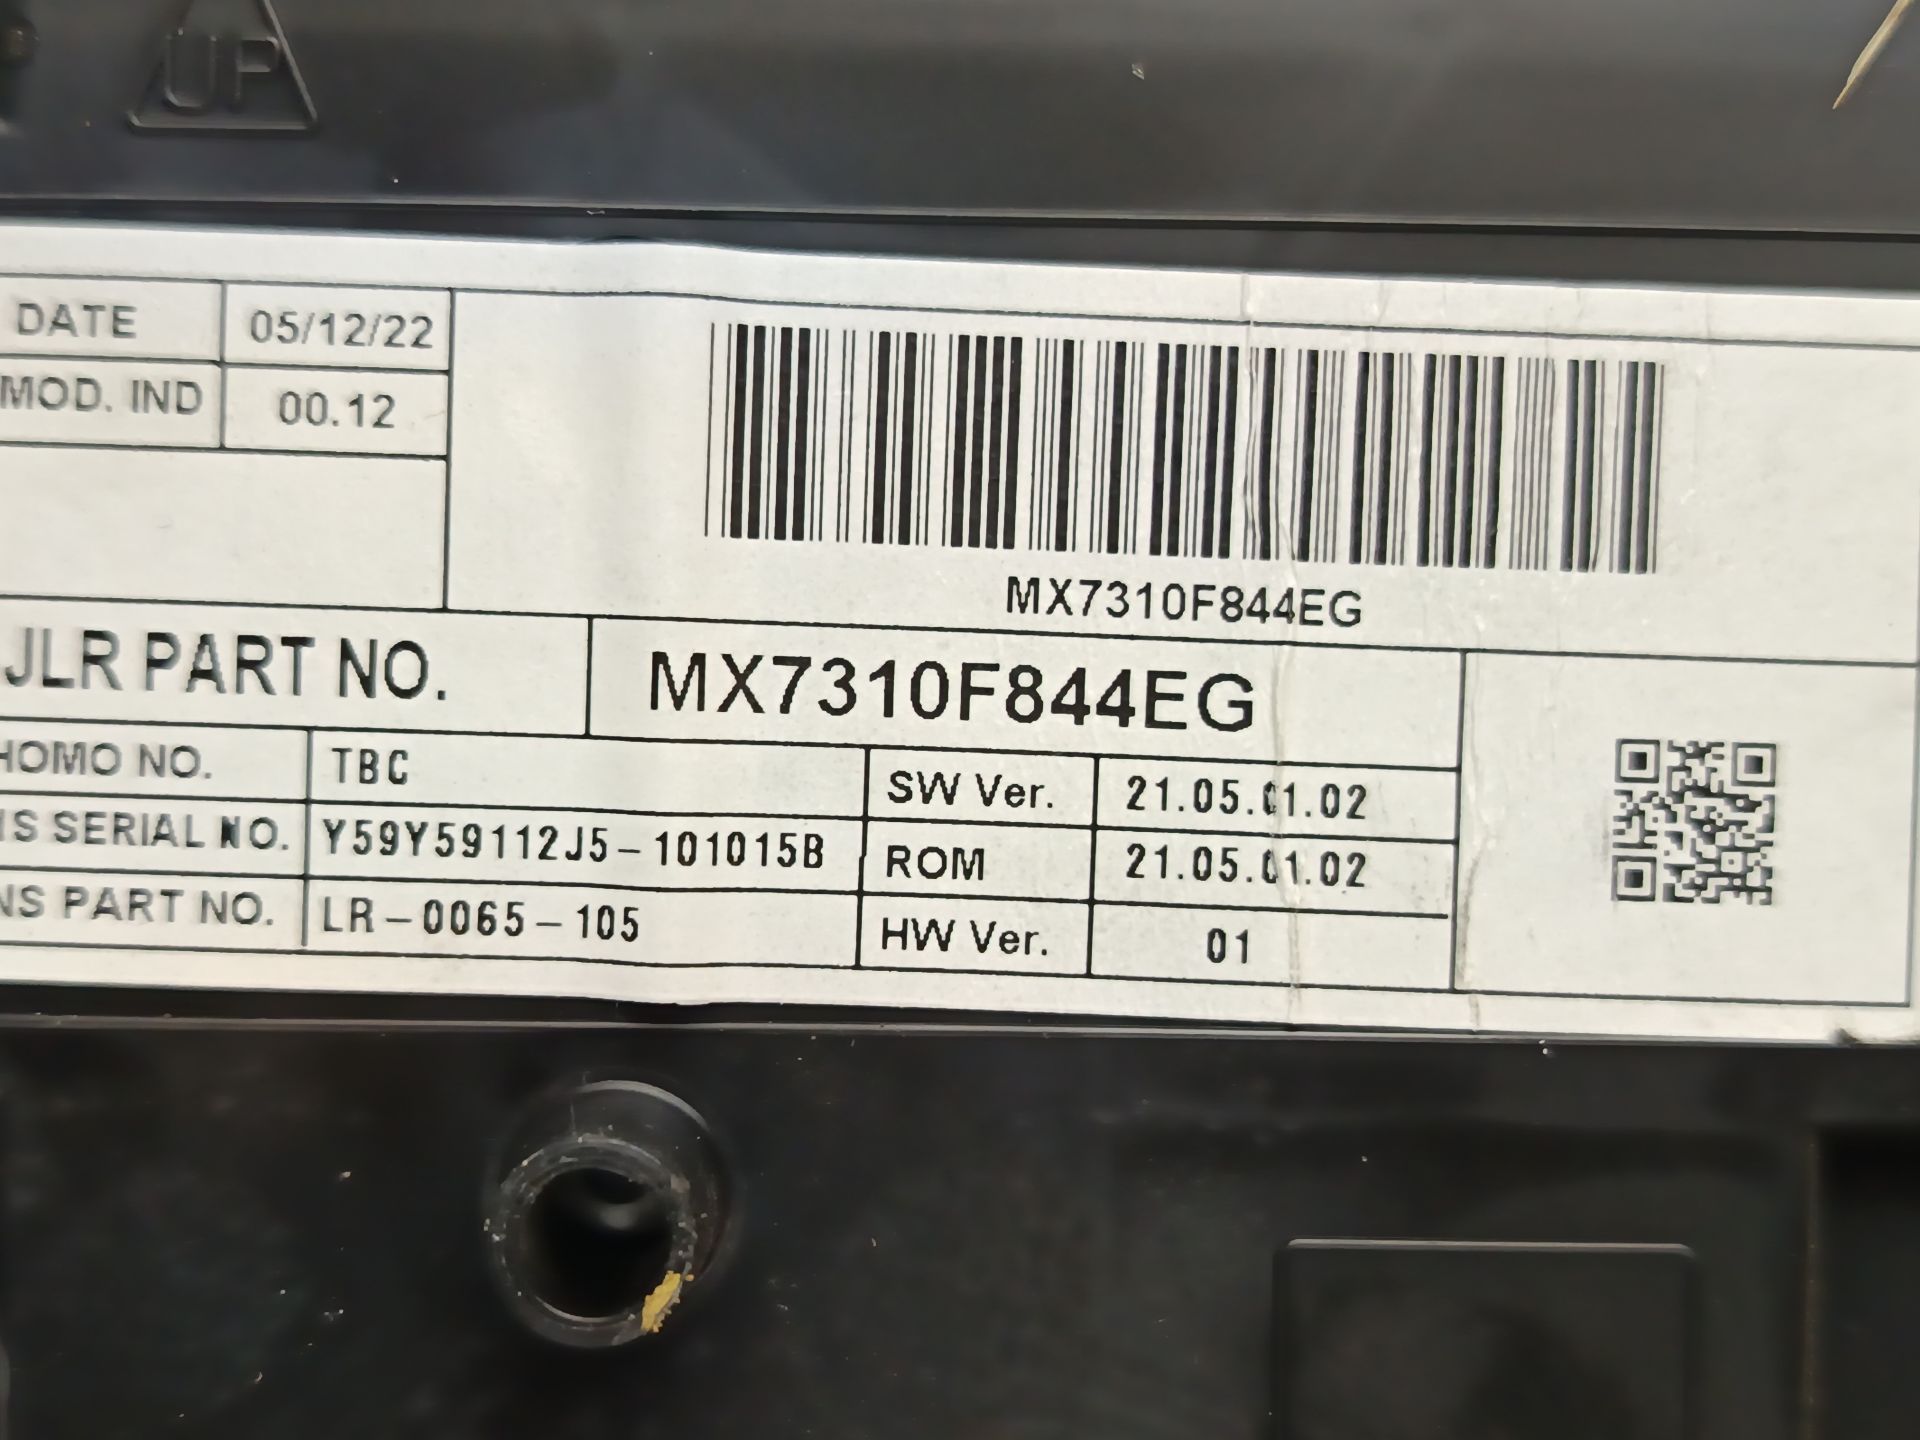 UP
DATE 05/12/22
MOD. IND 00.12
MX7310F844EG
JLR PART NO. MX7310F844EG
HOMO NO. TBC SW Ver. 21.05.01.02
NS SERIAL NO. Y59Y59112J5-101015B ROM 21.05.01.02
NS PART NO. LR-0065-105 HW Ver. 01